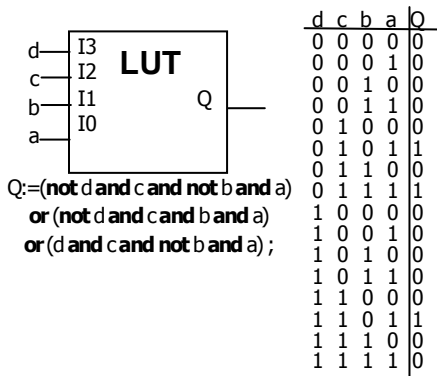 d I3
c I2
b I1
a I0
LUT
Q
Q:=(not d and c and not b and a)
or (not d and c and b and a)
or (d and c and not b and a) ;
d c b a Q
0 0 0 0 0
0 0 0 1 0
0 0 1 0 0
0 0 1 1 0
0 1 0 0 0
0 1 0 1 1
0 1 1 0 0
0 1 1 1 1
1 0 0 0 0
1 0 0 1 0
1 0 1 0 0
1 0 1 1 0
1 1 0 0 0
1 1 0 1 1
1 1 1 0 0
1 1 1 1 0